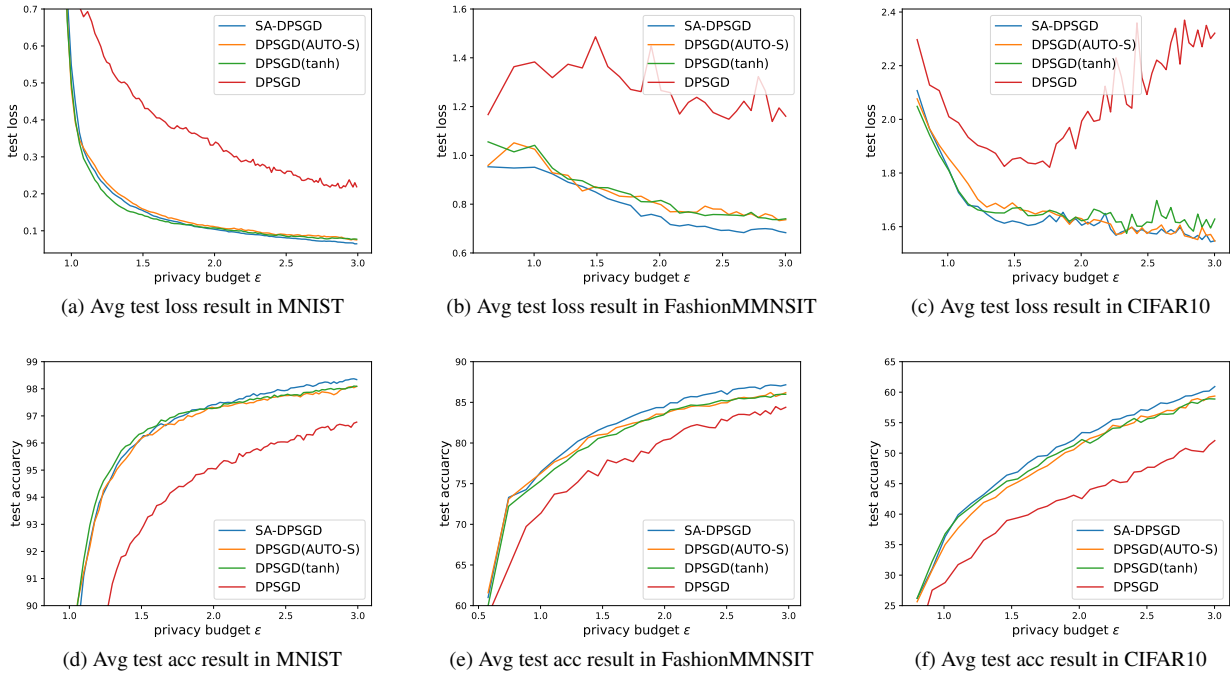 0.7
0.6
0.5
0.4
0.3
0.2
0.1
test loss
1.0 1.5 2.0 2.5 3.0
privacy budget ε
SA-DPSGD
DPSGD(AUTO-S)
DPSGD(tanh)
DPSGD
(a) Avg test loss result in MNIST
1.6
1.4
1.2
1.0
0.8
0.6
test loss
1.0 1.5 2.0 2.5 3.0
privacy budget ε
SA-DPSGD
DPSGD(AUTO-S)
DPSGD(tanh)
DPSGD
(b) Avg test loss result in FashionMMNSIT
2.4
2.2
2.0
1.8
1.6
test loss
1.0 1.5 2.0 2.5 3.0
privacy budget ε
SA-DPSGD
DPSGD(AUTO-S)
DPSGD(tanh)
DPSGD
(c) Avg test loss result in CIFAR10
99
98
97
96
95
94
93
92
91
90
test accuarcy
1.0 1.5 2.0 2.5 3.0
privacy budget ε
SA-DPSGD
DPSGD(AUTO-S)
DPSGD(tanh)
DPSGD
(d) Avg test acc result in MNIST
90
85
80
75
70
65
60
test accuarcy
0.5 1.0 1.5 2.0 2.5 3.0
privacy budget ε
SA-DPSGD
DPSGD(AUTO-S)
DPSGD(tanh)
DPSGD
(e) Avg test acc result in FashionMMNSIT
65
60
55
50
45
40
35
30
25
test accuarcy
1.0 1.5 2.0 2.5 3.0
privacy budget ε
SA-DPSGD
DPSGD(AUTO-S)
DPSGD(tanh)
DPSGD
(f) Avg test acc result in CIFAR10